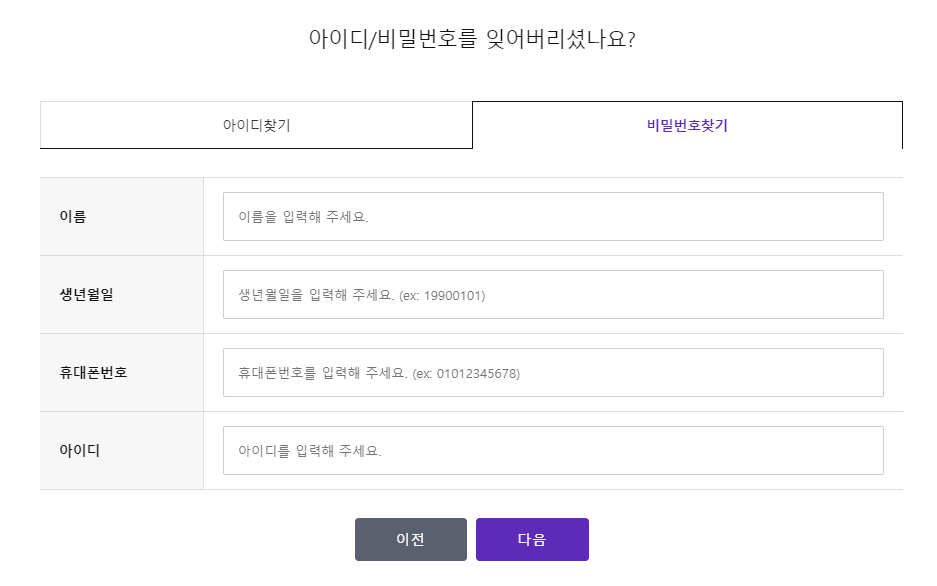 아이디/비밀번호를 잊어버리셨나요?
아이디찾기
비밀번호찾기
이름
이름을 입력해 주세요.
생년월일
생년월일을 입력해 주세요. (ex: 19900101)
휴대폰번호
휴대폰번호를 입력해 주세요. (ex: 01012345678)
아이디
아이디를 입력해 주세요.
이전
다음